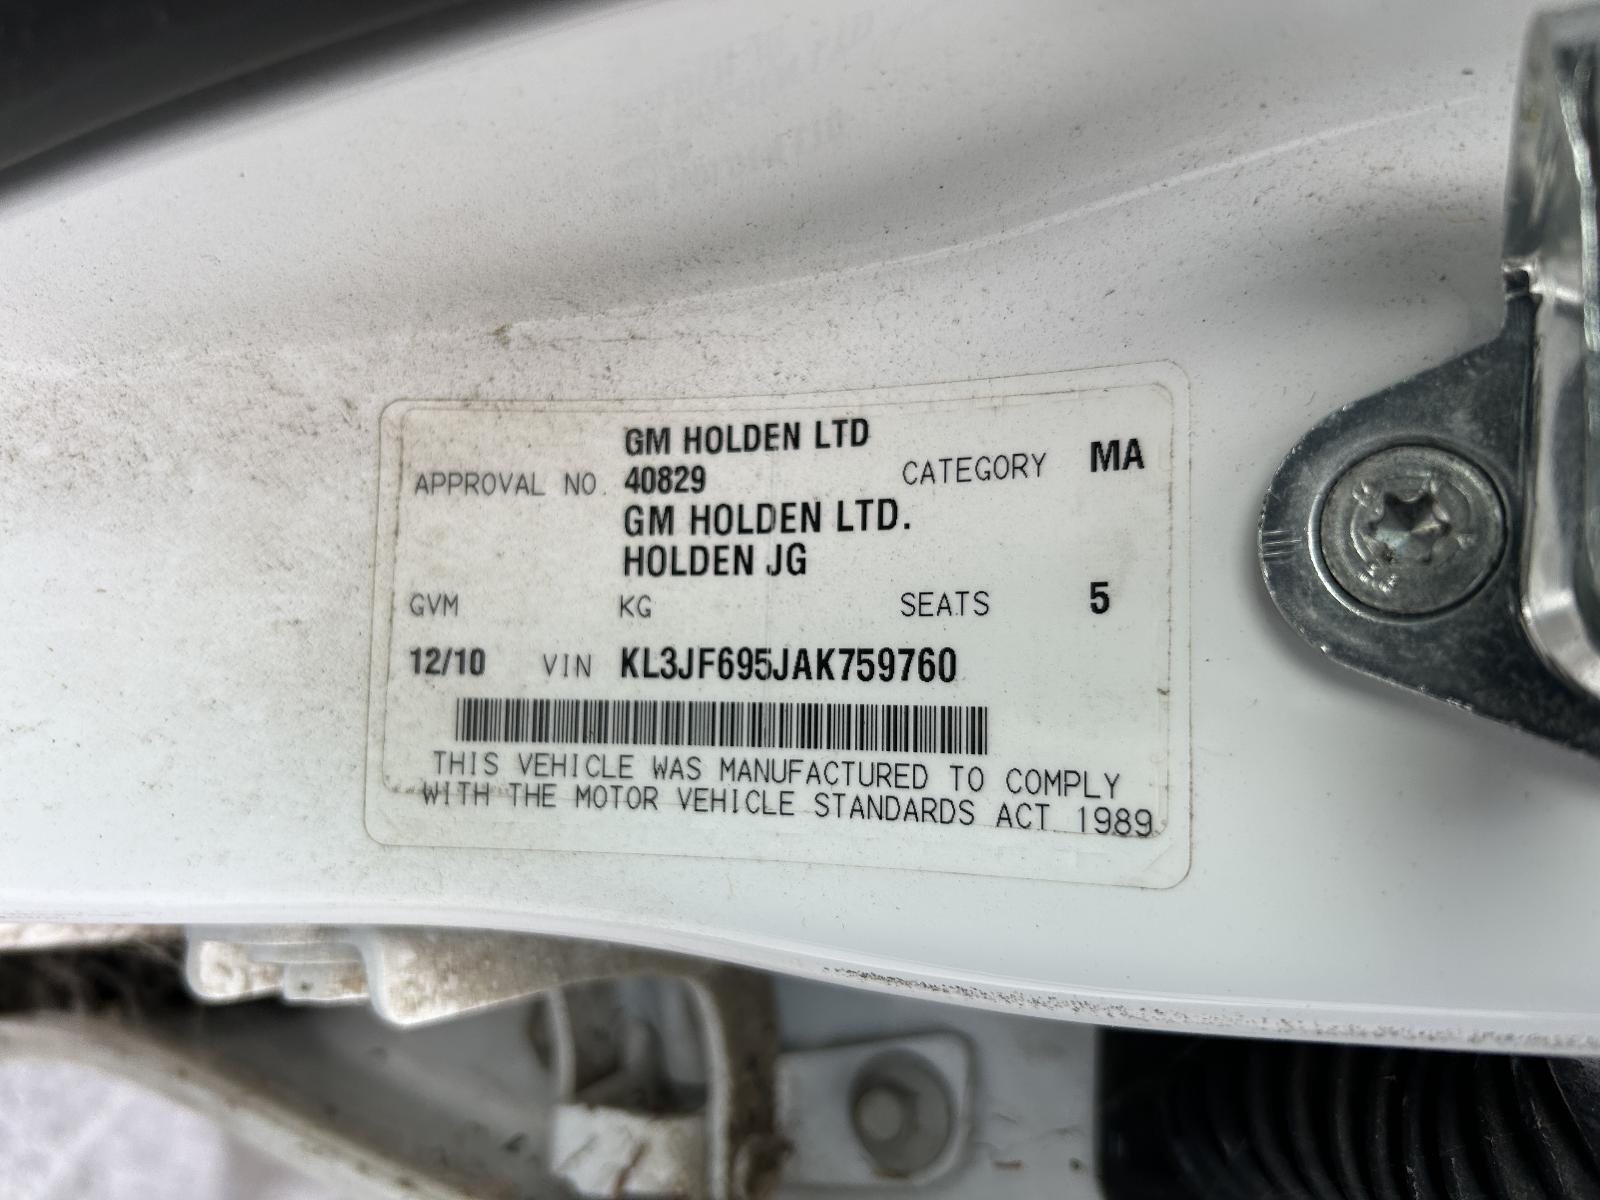 GM HOLDEN LTD
APPROVAL NO. 40829 CATEGORY MA
GM HOLDEN LTD.
HOLDEN JG
GVM KG SEATS 5
12/10 VIN KL3JF695JAK759760
THIS VEHICLE WAS MANUFACTURED TO COMPLY
WITH THE MOTOR VEHICLE STANDARDS ACT 1989